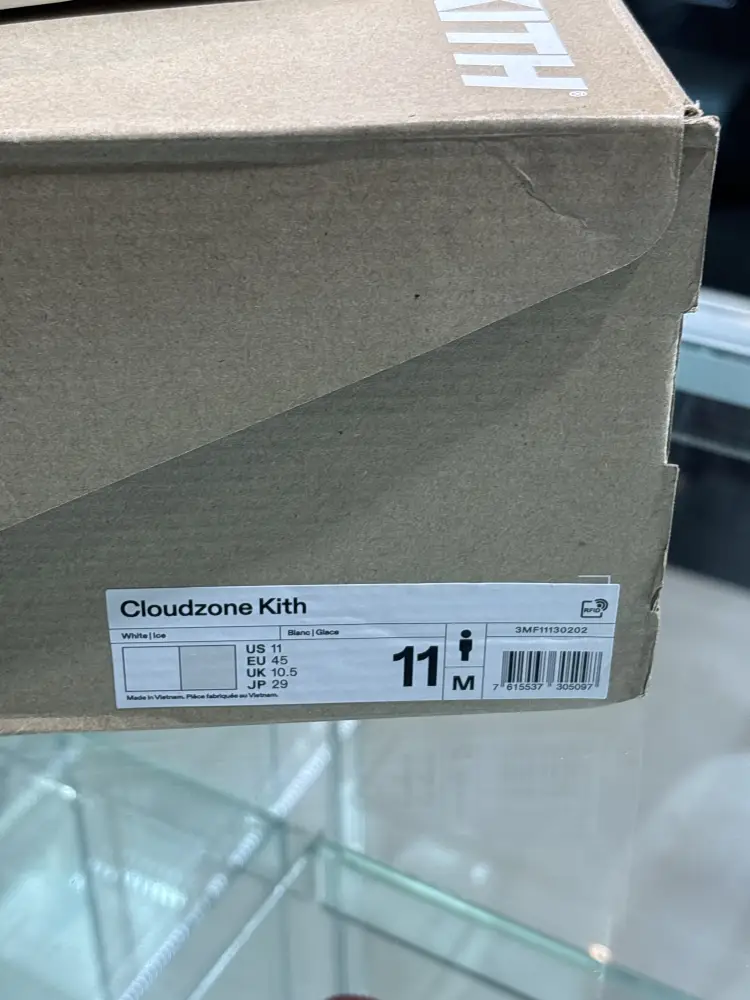 KITH®
Cloudzone Kith
RFID
White | Ice
Blanc | Glace
3MF11130202
US 11
EU 45
UK 10.5
JP 29
11
M
7 615537 305097
Made in Vietnam. Pièce fabriquée au Vietnam.